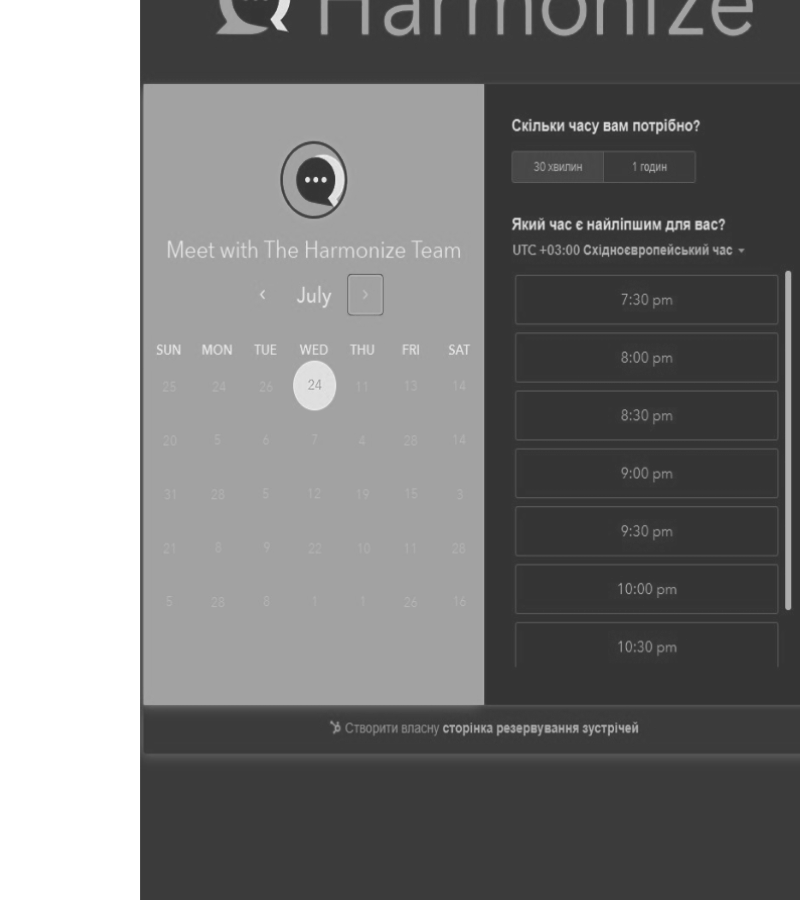 Harmonize
Meet with The Harmonize Team
‹ July ›
SUN MON TUE WED THU FRI SAT
25 24 26 24 11 13 14
20 5 6 7 4 28 14
31 28 5 12 19 15 3
21 8 9 22 10 11 28
5 28 6 1 1 26 16
Скільки часу вам потрібно?
30 хвилин 1 годин
Який час є найліпшим для вас?
UTC +03:00 Східноєвропейський час
7:30 pm
8:00 pm
8:30 pm
9:00 pm
9:30 pm
10:00 pm
10:30 pm
Створити власну сторінка резервування зустрічей